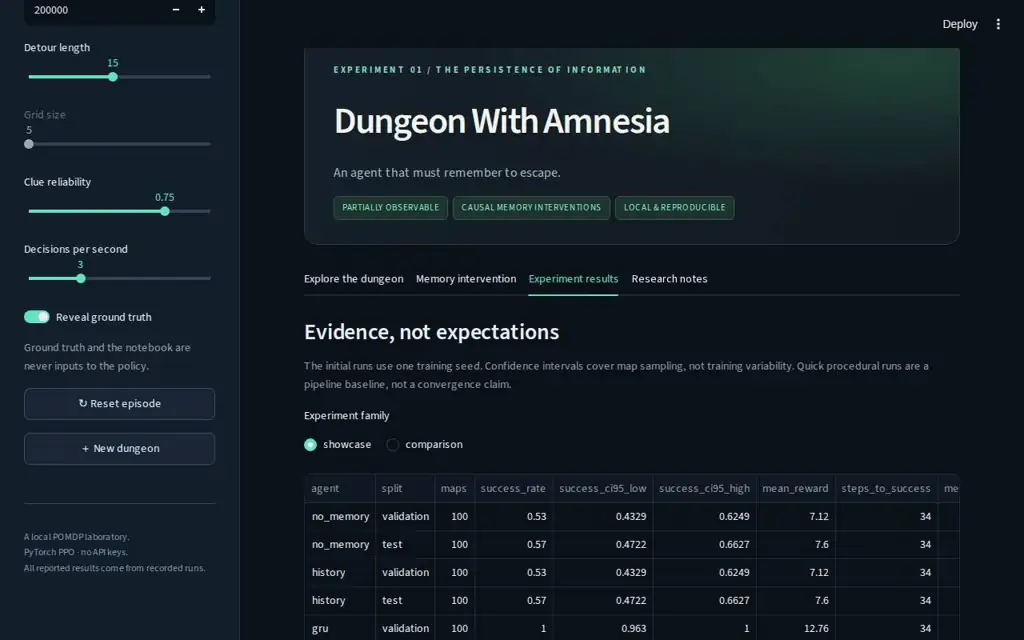 200000
−
+
Detour length
15
Grid size
5
Clue reliability
0.75
Decisions per second
3
Reveal ground truth
Ground truth and the notebook are
never inputs to the policy.
↻ Reset episode
+ New dungeon
A local POMDP laboratory.
PyTorch PPO · no API keys.
All reported results come from recorded runs.
Deploy
EXPERIMENT 01 / THE PERSISTENCE OF INFORMATION
Dungeon With Amnesia
An agent that must remember to escape.
PARTIALLY OBSERVABLE
CAUSAL MEMORY INTERVENTIONS
LOCAL & REPRODUCIBLE
Explore the dungeon
Memory intervention
Experiment results
Research notes
Evidence, not expectations
The initial runs use one training seed. Confidence intervals cover map sampling, not training variability. Quick procedural runs are a
pipeline baseline, not a convergence claim.
Experiment family
showcase
comparison
agent split maps success_rate success_ci95_low success_ci95_high mean_reward steps_to_success me
no_memory validation 100 0.53 0.4329 0.6249 7.12 34
no_memory test 100 0.57 0.4722 0.6627 7.6 34
history validation 100 0.53 0.4329 0.6249 7.12 34
history test 100 0.57 0.4722 0.6627 7.6 34
gru validation 100 1 0.963 1 12.76 34